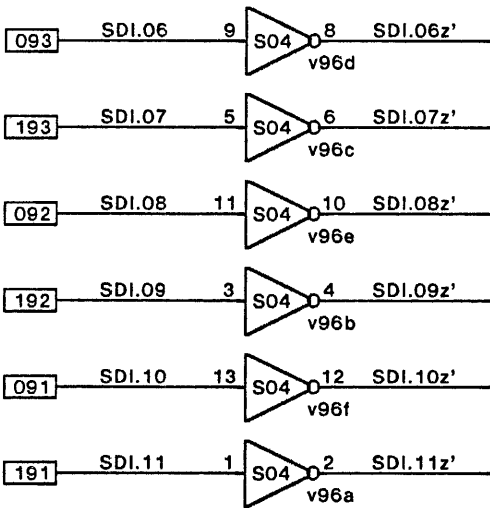 093 SDI.06 9 S04 8 SDI.06z'
v96d
193 SDI.07 5 S04 6 SDI.07z'
v96c
092 SDI.08 11 S04 10 SDI.08z'
v96e
192 SDI.09 3 S04 4 SDI.09z'
v96b
091 SDI.10 13 S04 12 SDI.10z'
v96f
191 SDI.11 1 S04 2 SDI.11z'
v96a